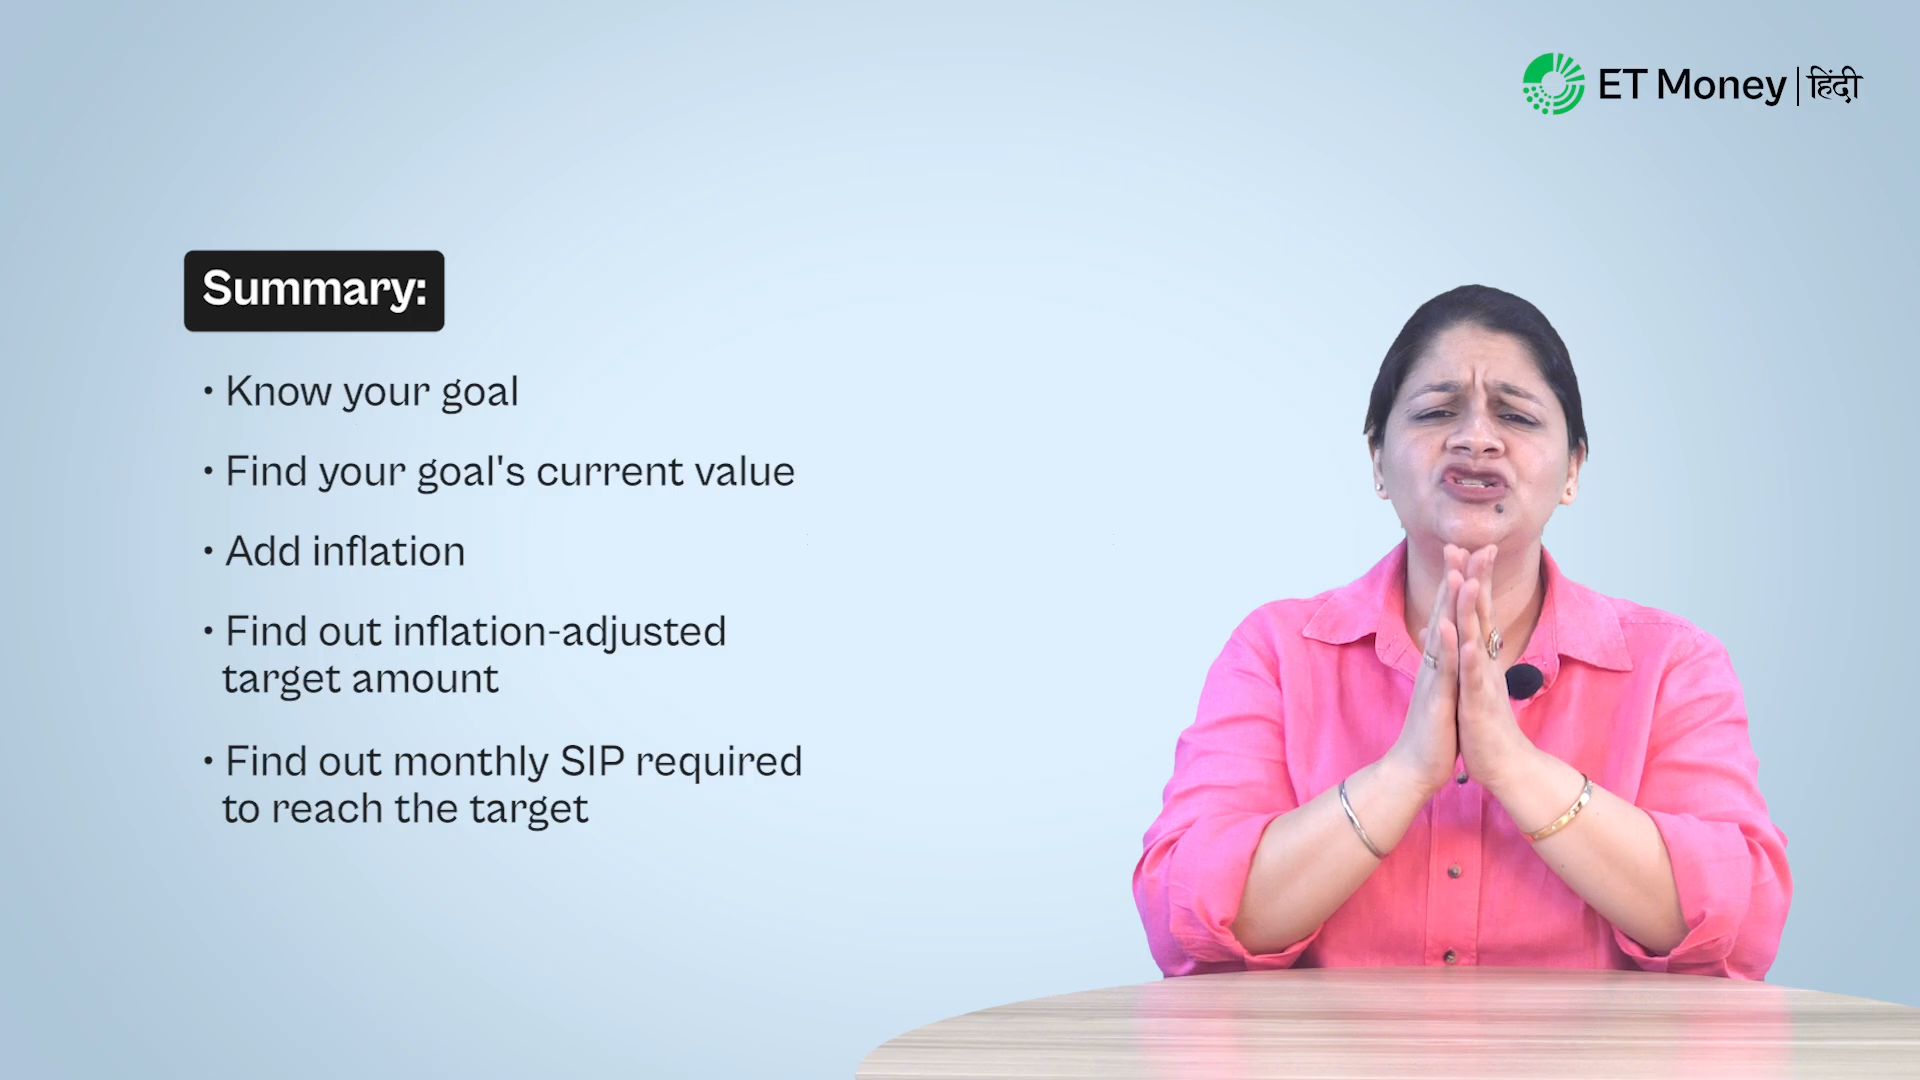 ET Money | हिंदी
Summary:
• Know your goal
• Find your goal's current value
• Add inflation
• Find out inflation-adjusted
target amount
• Find out monthly SIP required
to reach the target